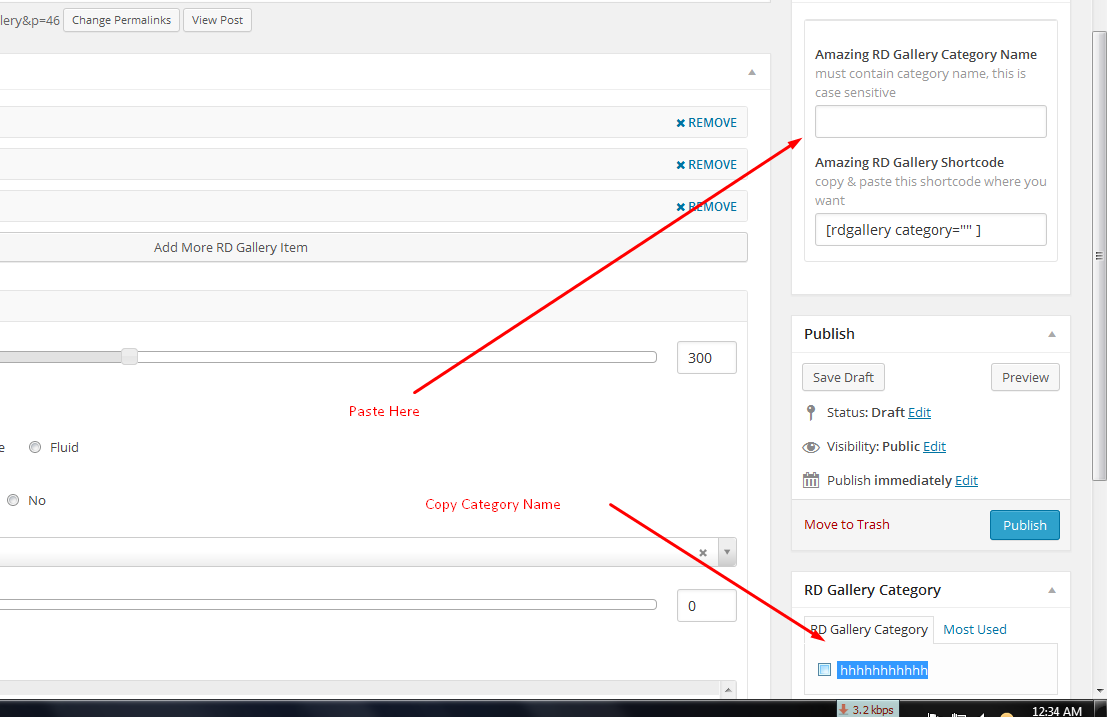 lery&p=46 Change Permalinks View Post
REMOVE
REMOVE
REMOVE
Add More RD Gallery Item
300
Paste Here
e Fluid
No
Copy Category Name
0
Amazing RD Gallery Category Name
must contain category name, this is
case sensitive
Amazing RD Gallery Shortcode
copy & paste this shortcode where you
want
[rdgallery category="" ]
Publish
Save Draft Preview
Status: Draft Edit
Visibility: Public Edit
Publish immediately Edit
Move to Trash Publish
RD Gallery Category
RD Gallery Category Most Used
hhhhhhhhhhh
3.2 kbps 12:34 AM